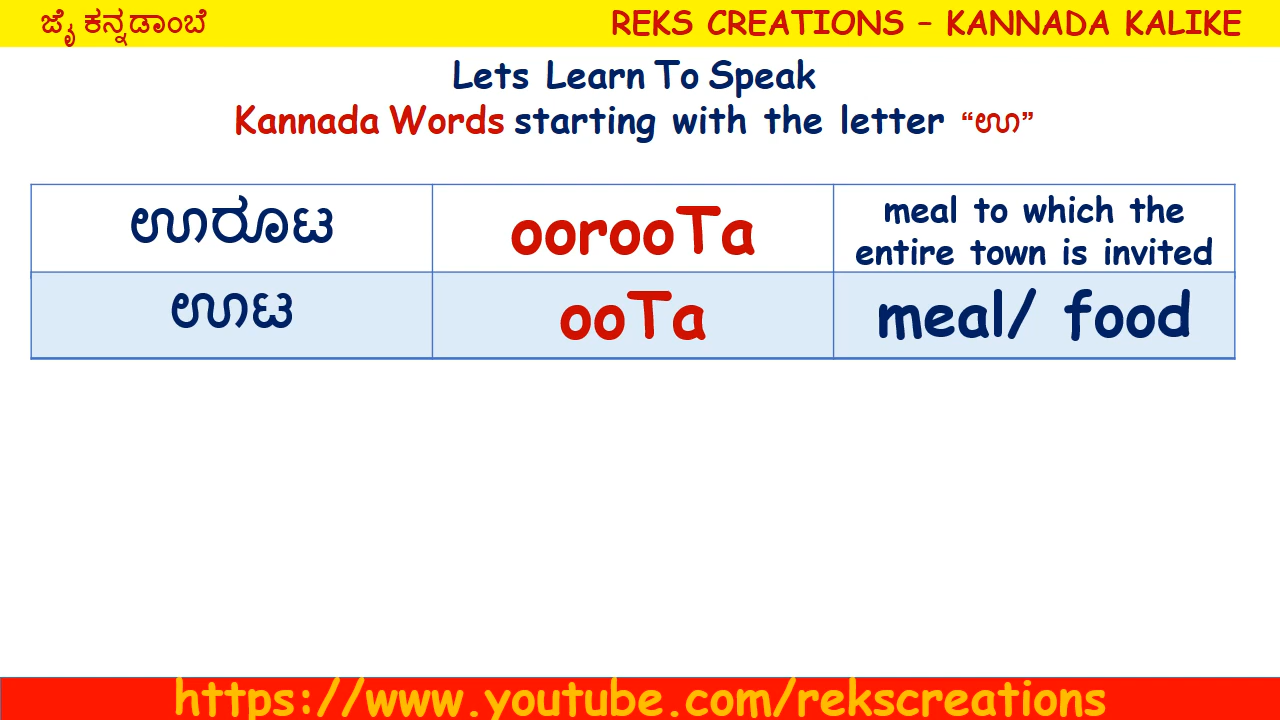 ಜೈ ಕನ್ನಡಾಂಬೆ
REKS CREATIONS – KANNADA KALIKE
Lets Learn To Speak
Kannada Words starting with the letter “ಊ”
ಊರೂಟ
oorooTa
meal to which the
entire town is invited
ಊಟ
ooTa
meal/ food
https://www.youtube.com/rekscreations